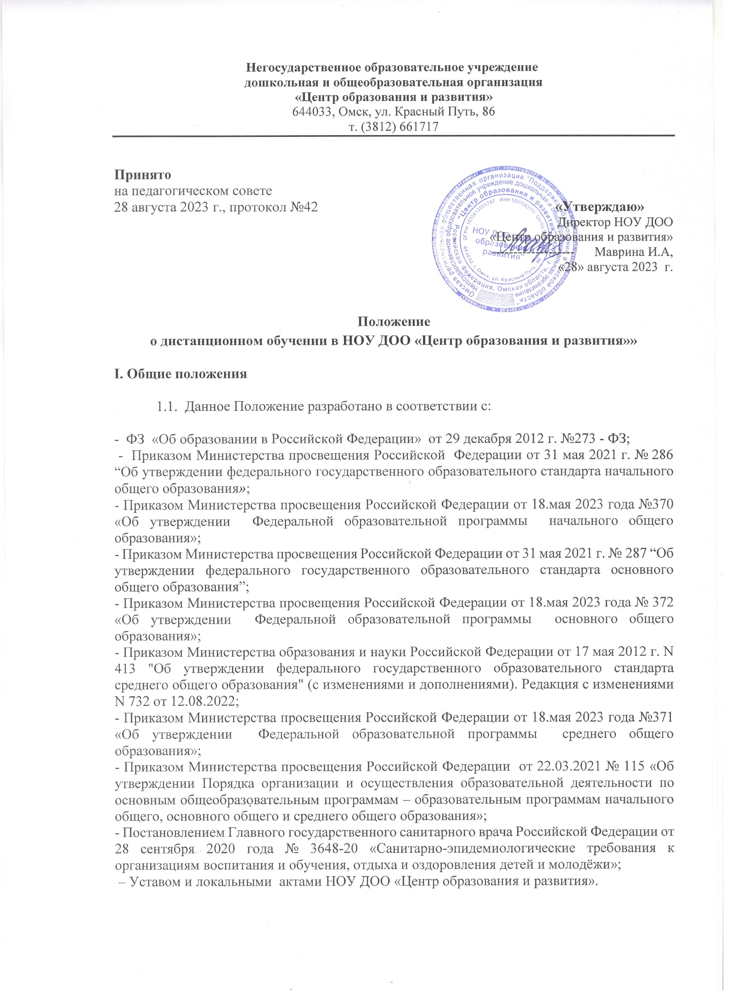 Негосударственное образовательное учреждение
дошкольная и общеобразовательная организация
«Центр образования и развития»
644033, Омск, ул. Красный Путь, 86
т. (3812) 661717
Принято
на педагогическом совете
28 августа 2023 г., протокол №42
«Утверждаю»
Директор НОУ ДОО
«Центр образования и развития»
Маврина И.А,
«28» августа 2023 г.
Омская региональная общественная организация "Поддержка образования в Омской области"
Негосударственное образовательное учреждение дошкольная и общеобразовательная организация
"Центр образования и развития"
Российская Федерация, Омская область, г. Омск
ОГРН 1035513001787 ИНН 5507053111 ОКПО
644033, г. Омск, ул. Красный Путь, 86
НОУ ДОО "Центр
образования
развития"
Положение
о дистанционном обучении в НОУ ДОО «Центр образования и развития»»
I. Общие положения
1.1. Данное Положение разработано в соответствии с:
- ФЗ «Об образовании в Российской Федерации» от 29 декабря 2012 г. №273 - ФЗ;
- Приказом Министерства просвещения Российской Федерации от 31 мая 2021 г. № 286
“Об утверждении федерального государственного образовательного стандарта начального
общего образования»;
- Приказом Министерства просвещения Российской Федерации от 18.мая 2023 года №370
«Об утверждении Федеральной образовательной программы начального общего
образования»;
- Приказом Министерства просвещения Российской Федерации от 31 мая 2021 г. № 287 “Об
утверждении федерального государственного образовательного стандарта основного
общего образования”;
- Приказом Министерства просвещения Российской Федерации от 18.мая 2023 года № 372
«Об утверждении Федеральной образовательной программы основного общего
образования»;
- Приказом Министерства образования и науки Российской Федерации от 17 мая 2012 г. N
413 "Об утверждении федерального государственного образовательного стандарта
среднего общего образования" (с изменениями и дополнениями). Редакция с изменениями
N 732 от 12.08.2022;
- Приказом Министерства просвещения Российской Федерации от 18.мая 2023 года №371
«Об утверждении Федеральной образовательной программы среднего общего
образования»;
- Приказом Министерства просвещения Российской Федерации от 22.03.2021 № 115 «Об
утверждении Порядка организации и осуществления образовательной деятельности по
основным общеобразовательным программам – образовательным программам начального
общего, основного общего и среднего общего образования»;
- Постановлением Главного государственного санитарного врача Российской Федерации от
28 сентября 2020 года № 3648-20 «Санитарно-эпидемиологические требования к
организациям воспитания и обучения, отдыха и оздоровления детей и молодёжи»;
– Уставом и локальными актами НОУ ДОО «Центр образования и развития».